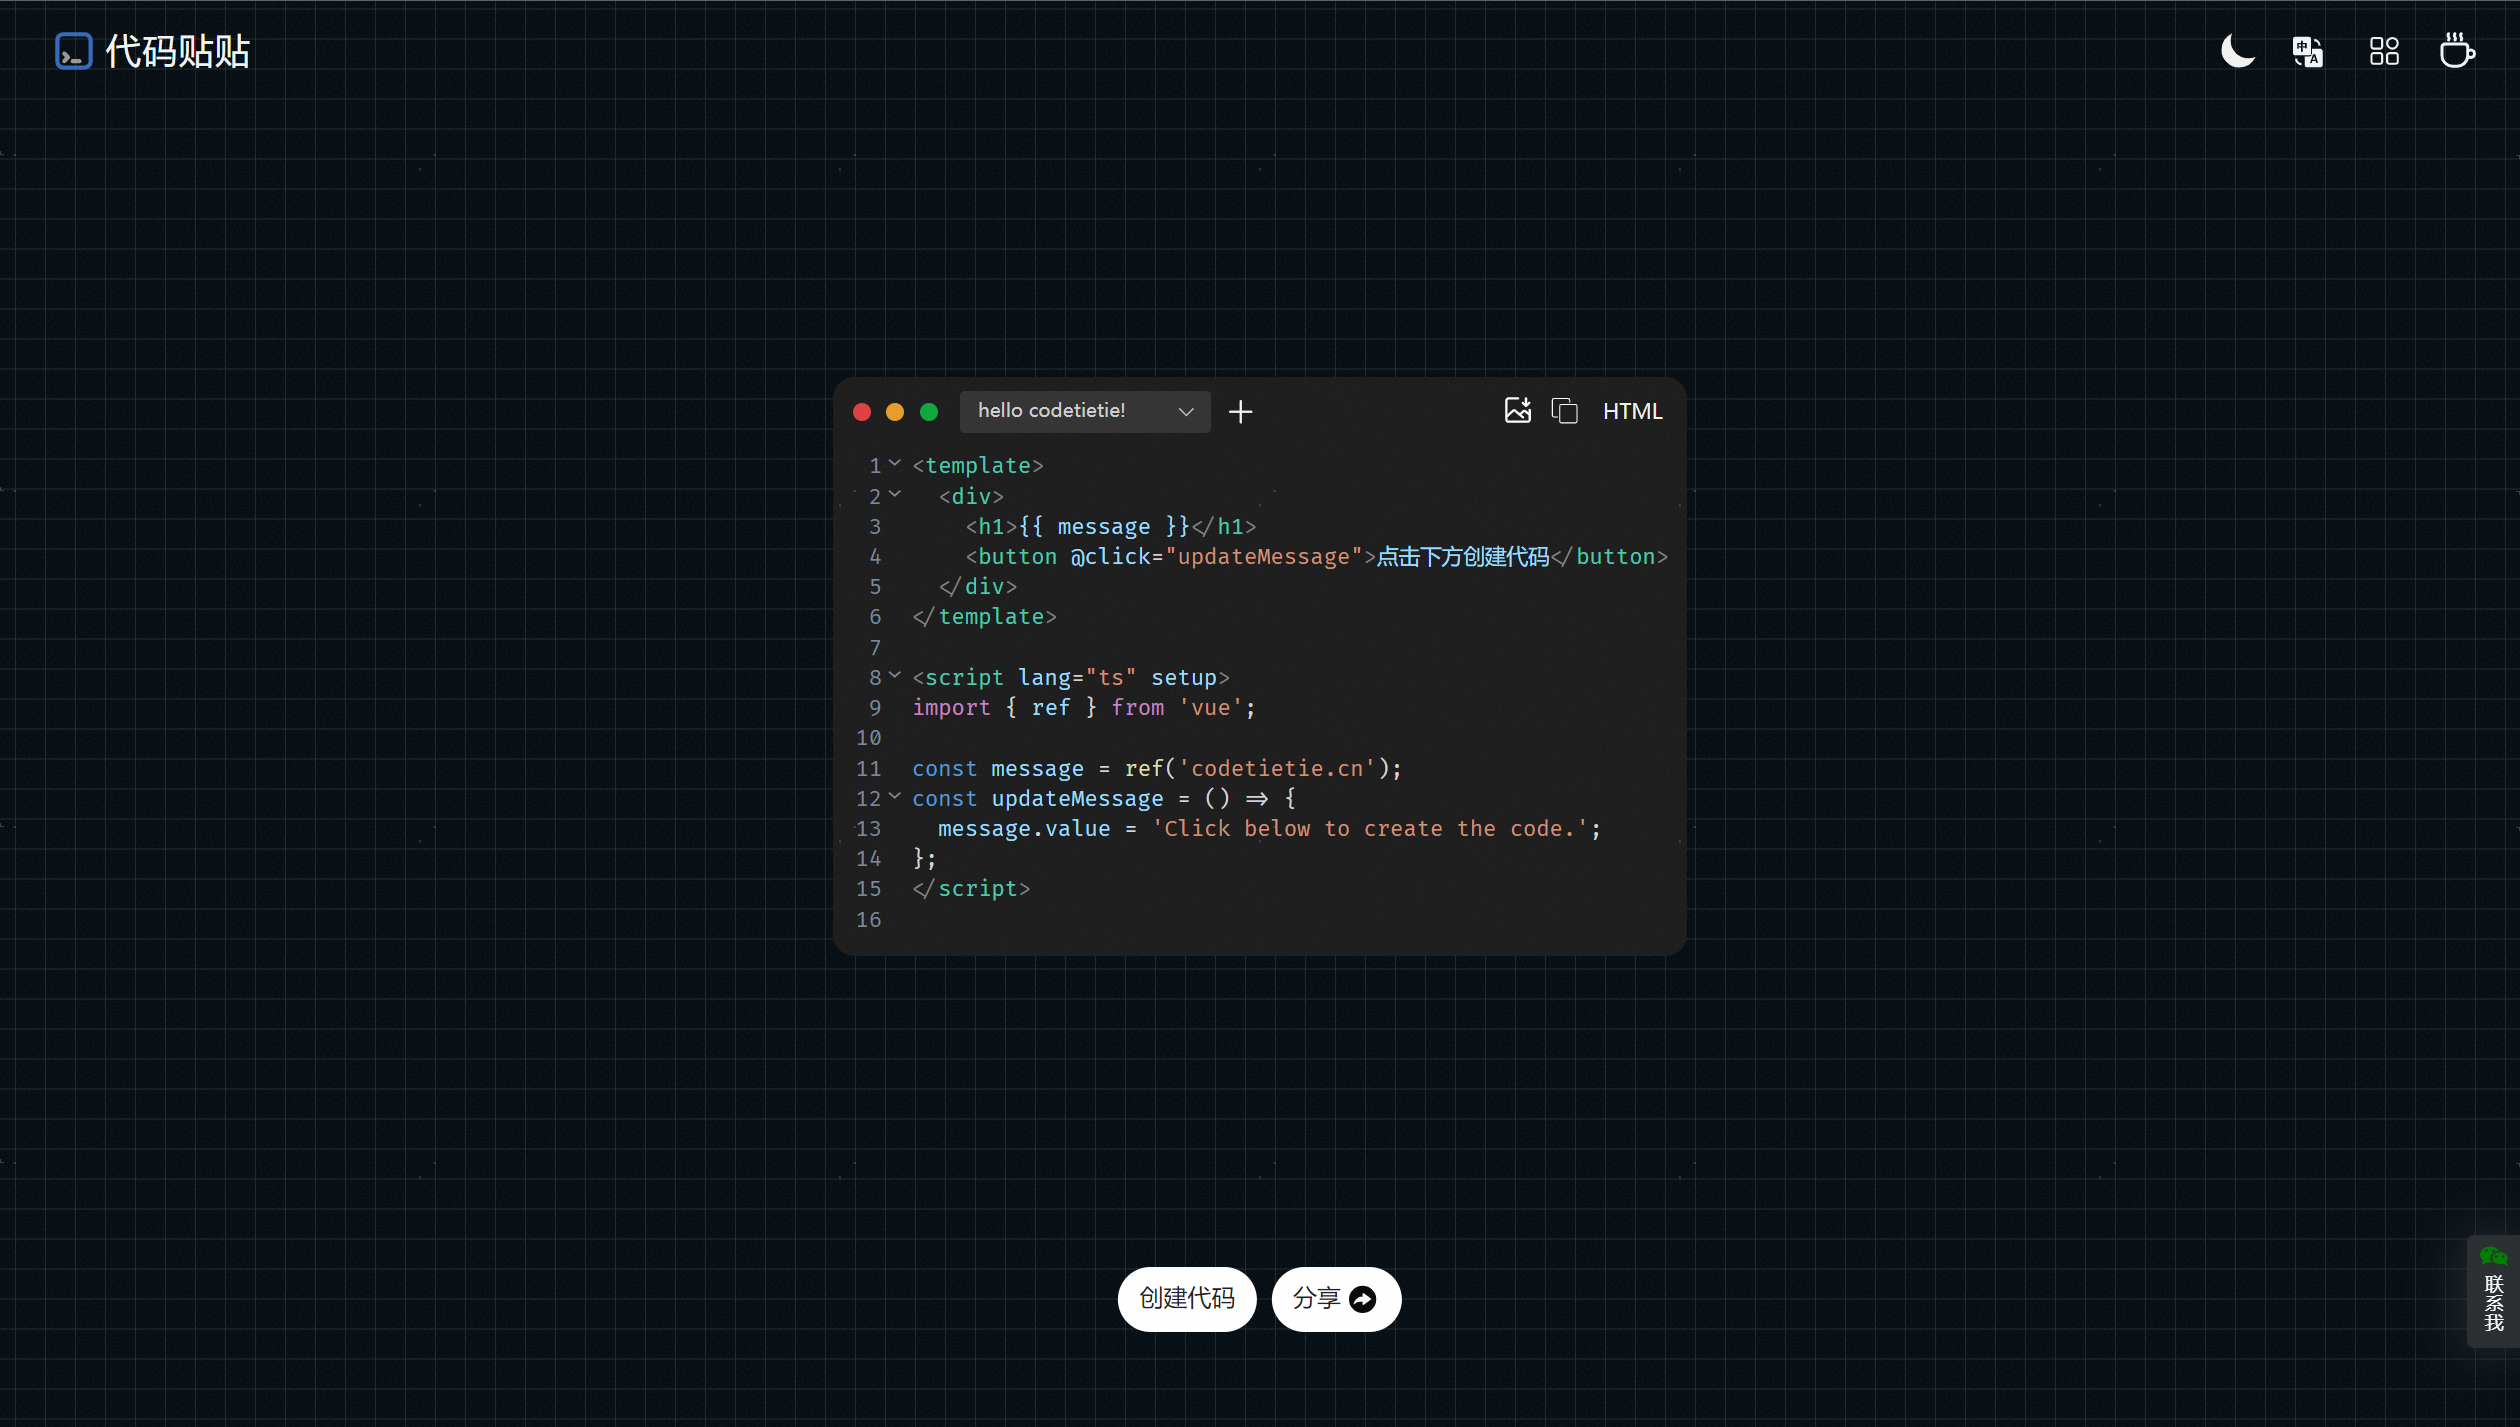 代码贴贴
hello codetietie!
HTML
1 <template>
2   <div>
3     <h1>{{ message }}</h1>
4     <button @click="updateMessage">点击下方创建代码</button>
5   </div>
6 </template>
7
8 <script lang="ts" setup>
9 import { ref } from 'vue';
10
11 const message = ref('codetietie.cn');
12 const updateMessage = () => {
13   message.value = 'Click below to create the code.';
14 };
15 </script>
16
创建代码
分享
联系我